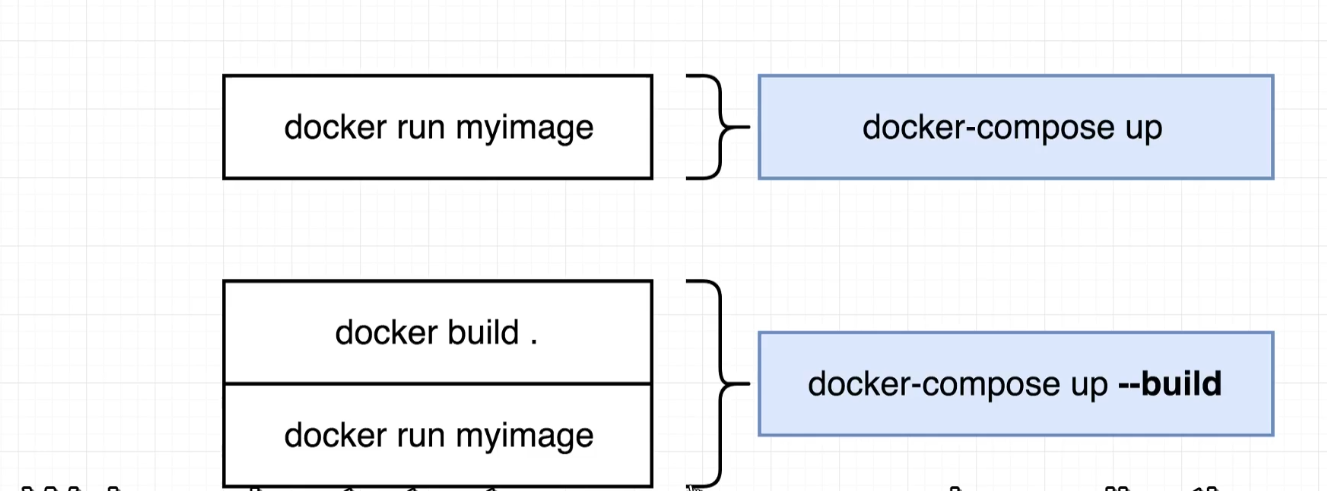 docker run myimage
docker-compose up
docker build .
docker run myimage
docker-compose up --build